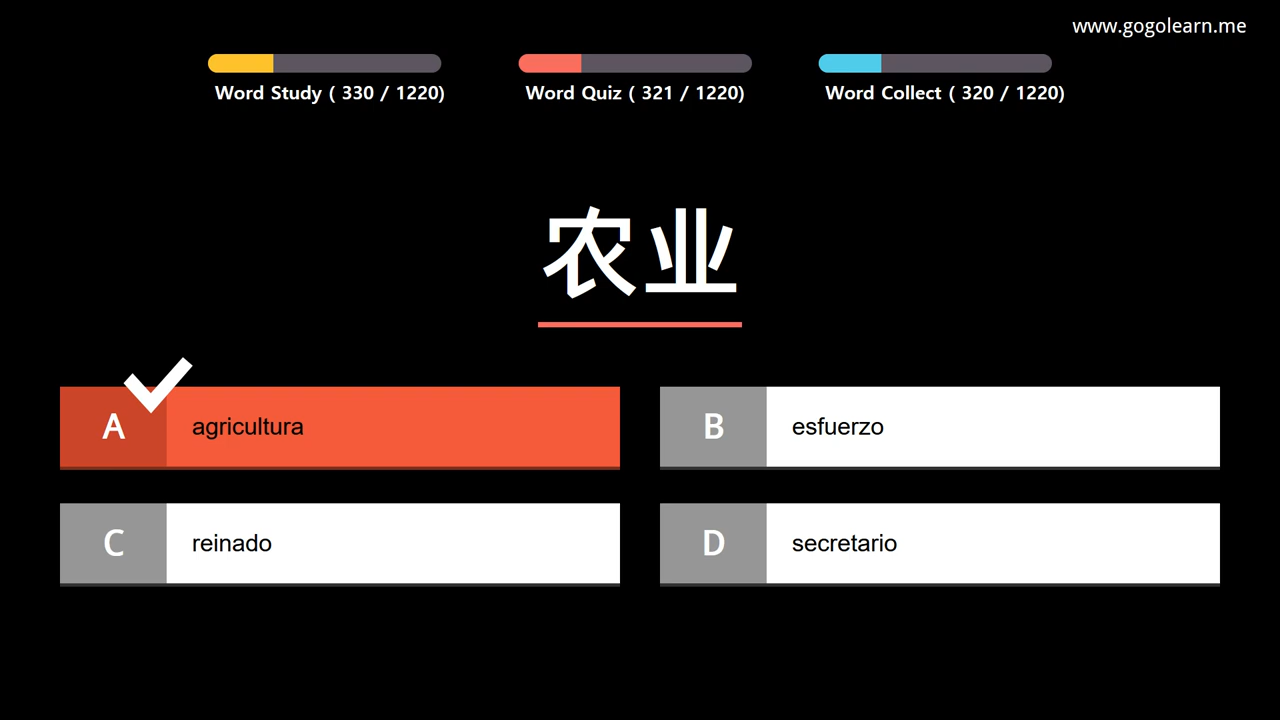 www.gogolearn.me
Word Study ( 330 / 1220)
Word Quiz ( 321 / 1220)
Word Collect ( 320 / 1220)
农业
A agricultura
B esfuerzo
C reinado
D secretario